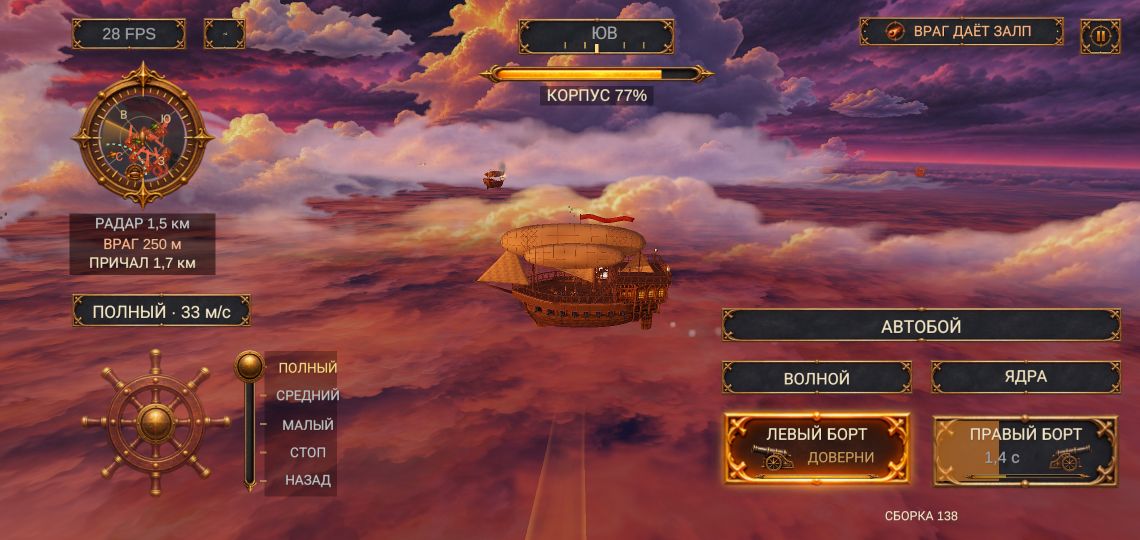 28 FPS
ЮВ
ВРАГ ДАЁТ ЗАЛП
КОРПУС 77%
В
Ю
С
З
РАДАР 1,5 км
ВРАГ 250 м
ПРИЧАЛ 1,7 км
ПОЛНЫЙ · 33 м/с
ПОЛНЫЙ
СРЕДНИЙ
МАЛЫЙ
СТОП
НАЗАД
АВТОБОЙ
ВОЛНОЙ
ЯДРА
ЛЕВЫЙ БОРТ
ДОВЕРНИ
ПРАВЫЙ БОРТ
1,4 с
СБОРКА 138